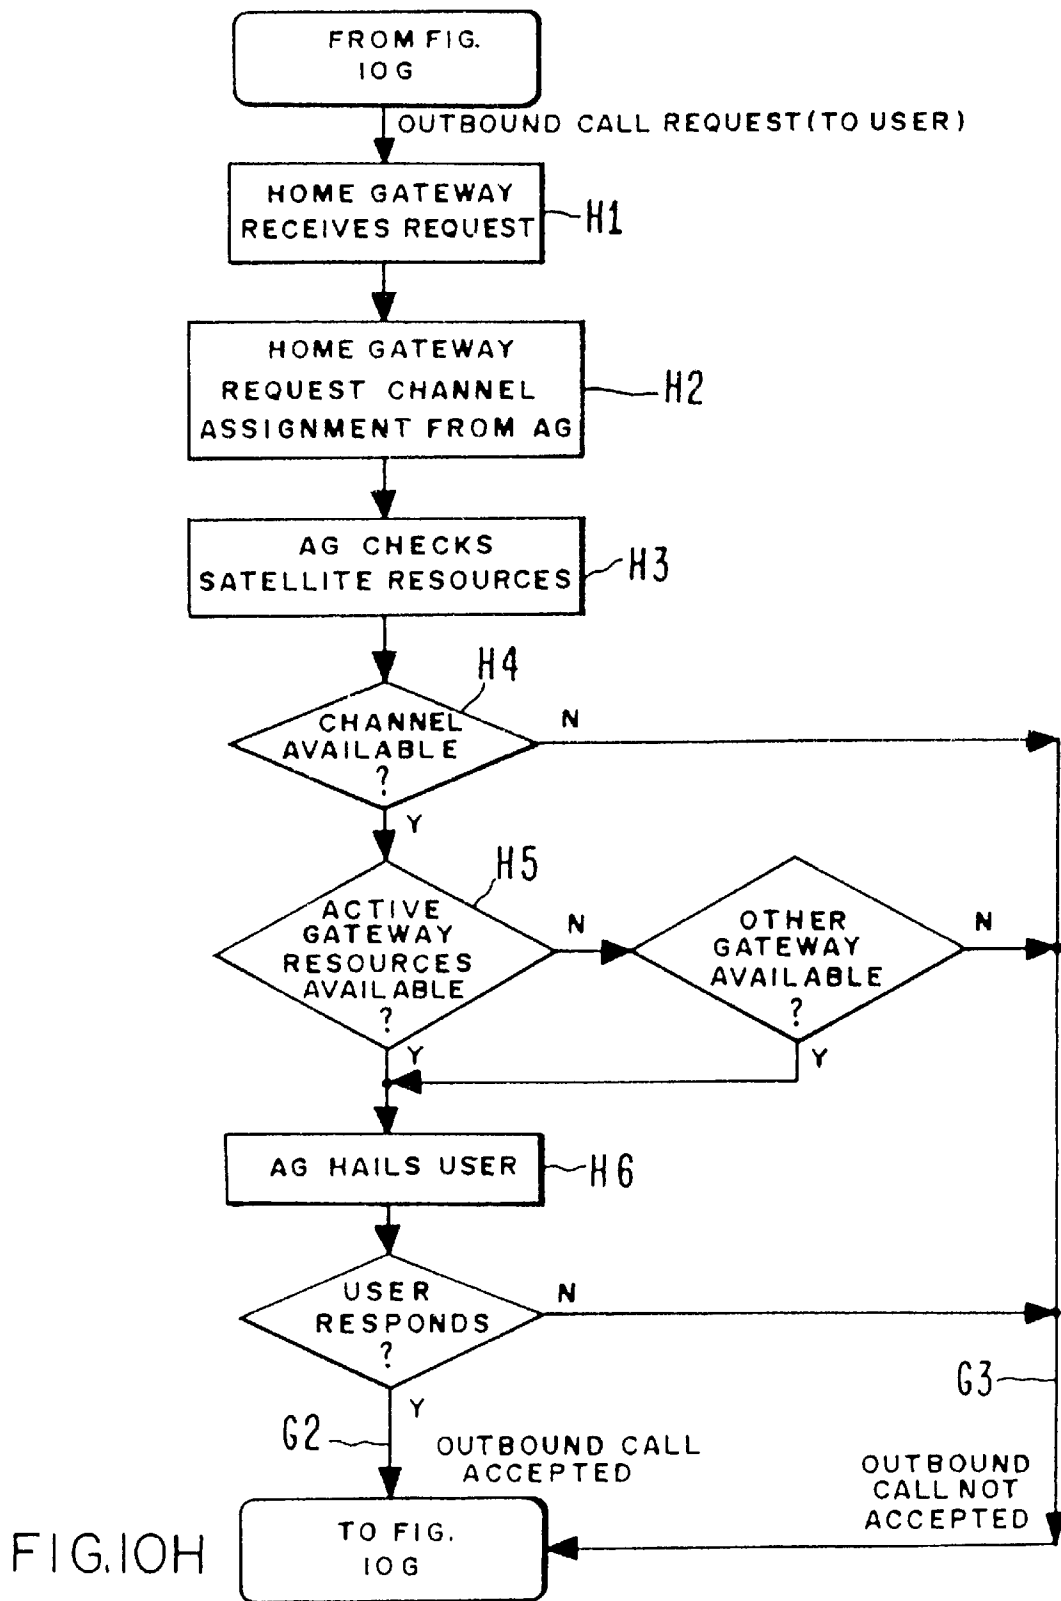 FROM FIG.
10G
OUTBOUND CALL REQUEST (TO USER)
HOME GATEWAY
RECEIVES REQUEST
H1
HOME GATEWAY
REQUEST CHANNEL
ASSIGNMENT FROM AG
H2
AG CHECKS
SATELLITE RESOURCES
H3
H4
CHANNEL
AVAILABLE
?
N
Y
H5
ACTIVE
GATEWAY
RESOURCES
AVAILABLE
?
N
Y
OTHER
GATEWAY
AVAILABLE
?
N
Y
AG HAILS USER
H6
USER
RESPONDS
?
N
Y
G3
G2
OUTBOUND CALL
ACCEPTED
OUTBOUND
CALL NOT
ACCEPTED
TO FIG.
10G
FIG.10H